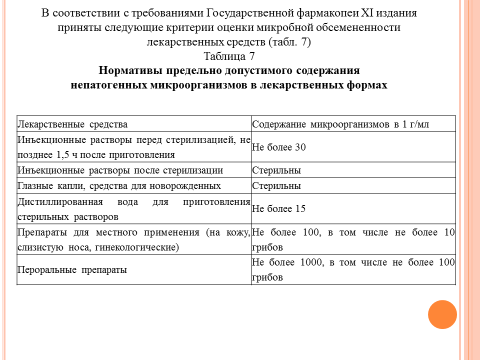 В соответствии с требованиями Государственной фармакопеи XI издания
приняты следующие критерии оценки микробной обсемененности
лекарственных средств (табл. 7)
Таблица 7
Нормативы предельно допустимого содержания
непатогенных микроорганизмов в лекарственных формах
Лекарственные средства Содержание микроорганизмов в 1 г/мл
Инъекционные растворы перед стерилизацией, не
позднее 1,5 ч после приготовления
Не более 30
Инъекционные растворы после стерилизации Стерильны
Глазные капли, средства для новорожденных Стерильны
Дистиллированная вода для приготовления
стерильных растворов
Не более 15
Препараты для местного применения (на кожу,
слизистую носа, гинекологические)
Не более 100, в том числе не более 10
грибов
Пероральные препараты
Не более 1000, в том числе не более 100
грибов